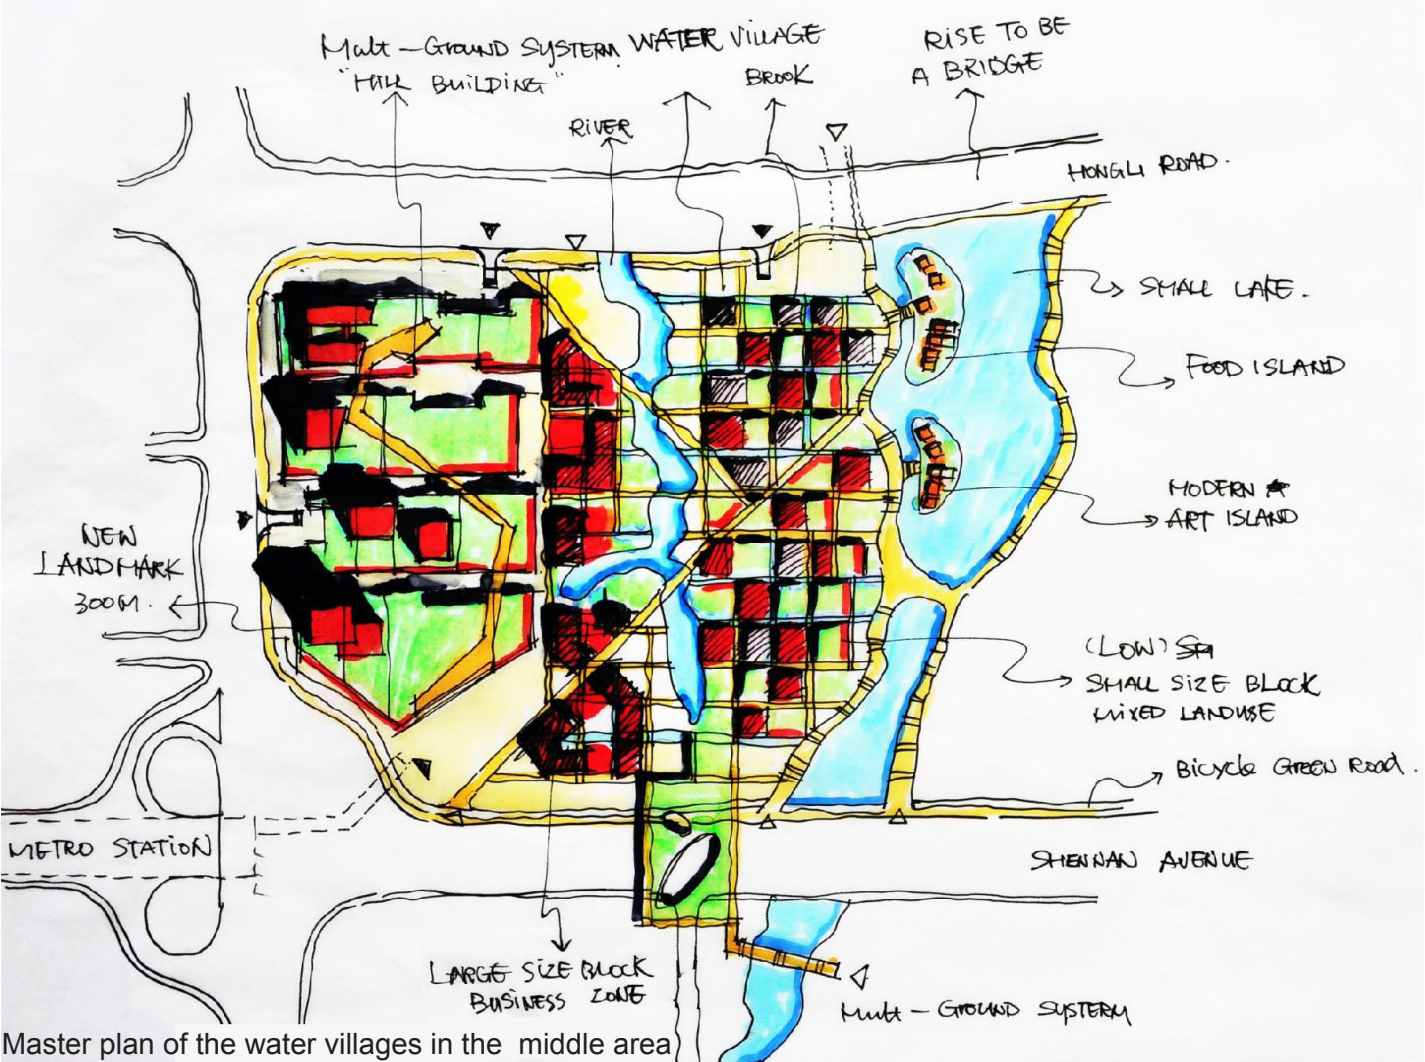 Mult - GROUND SYSTERM
"HILL BUILDING"
WATER VILLAGE
BROOK
RISE TO BE
A BRIDGE
RIVER
HONGLI ROAD.
SMALL LAKE.
FOOD ISLAND
MODERN
ART ISLAND
NEW
LANDMARK
300M.
(LOW)
SMALL SIZE BLOCK
MIXED LANDUSE
BICYCLE GREEN ROAD.
METRO STATION
SHENNAN AVENUE
LARGE SIZE BLOCK
BUSINESS ZONE
Mult - GROUND SYSTERM
Master plan of the water villages in the middle area